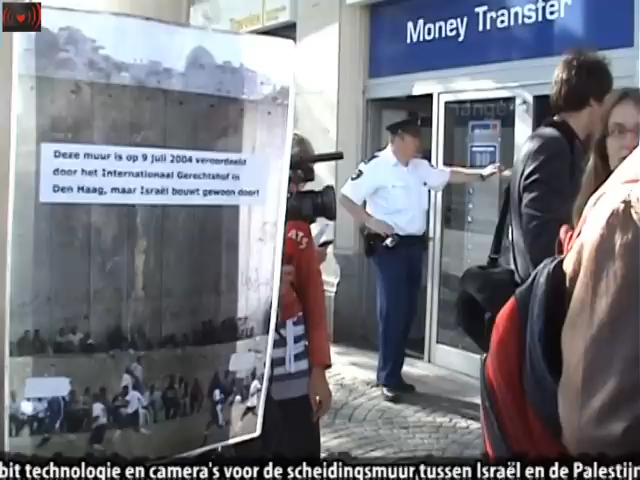 Money Transfer
Deze muur is op 9 juli 2004 veroordeeld
door het Internationaal Gerechtshof in
Den Haag, maar Israël bouwt gewoon door!
ATS
bit technologie en camera's voor de scheidingsmuur tussen Israël en de Palestijn